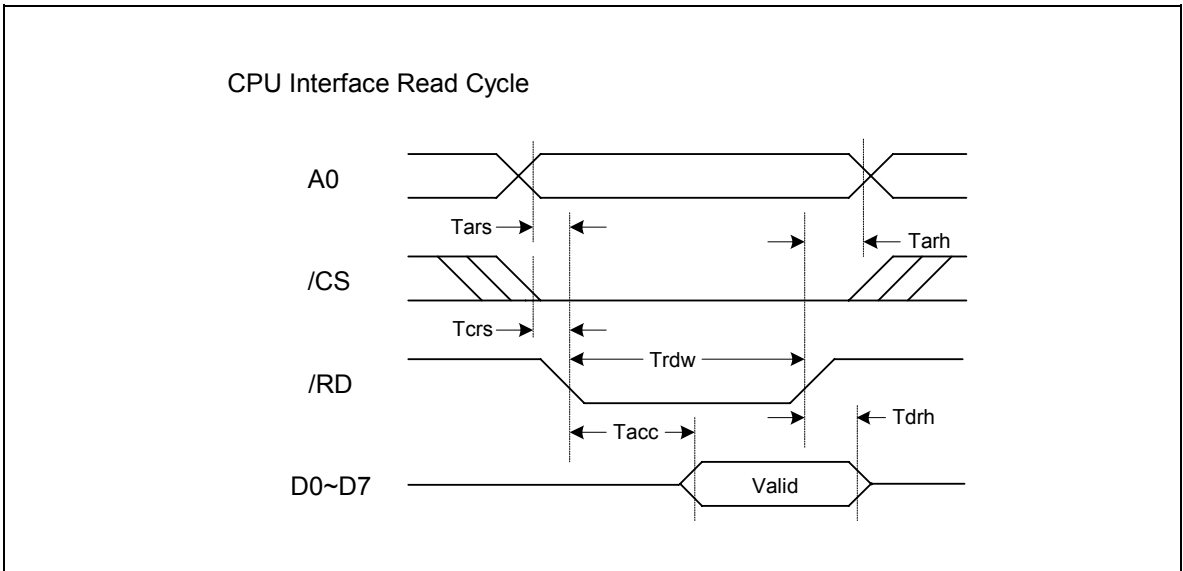 CPU Interface Read Cycle
A0
Tars
Tarh
/CS
Tcrs
Trdw
/RD
Tacc
Tdrh
D0~D7
Valid